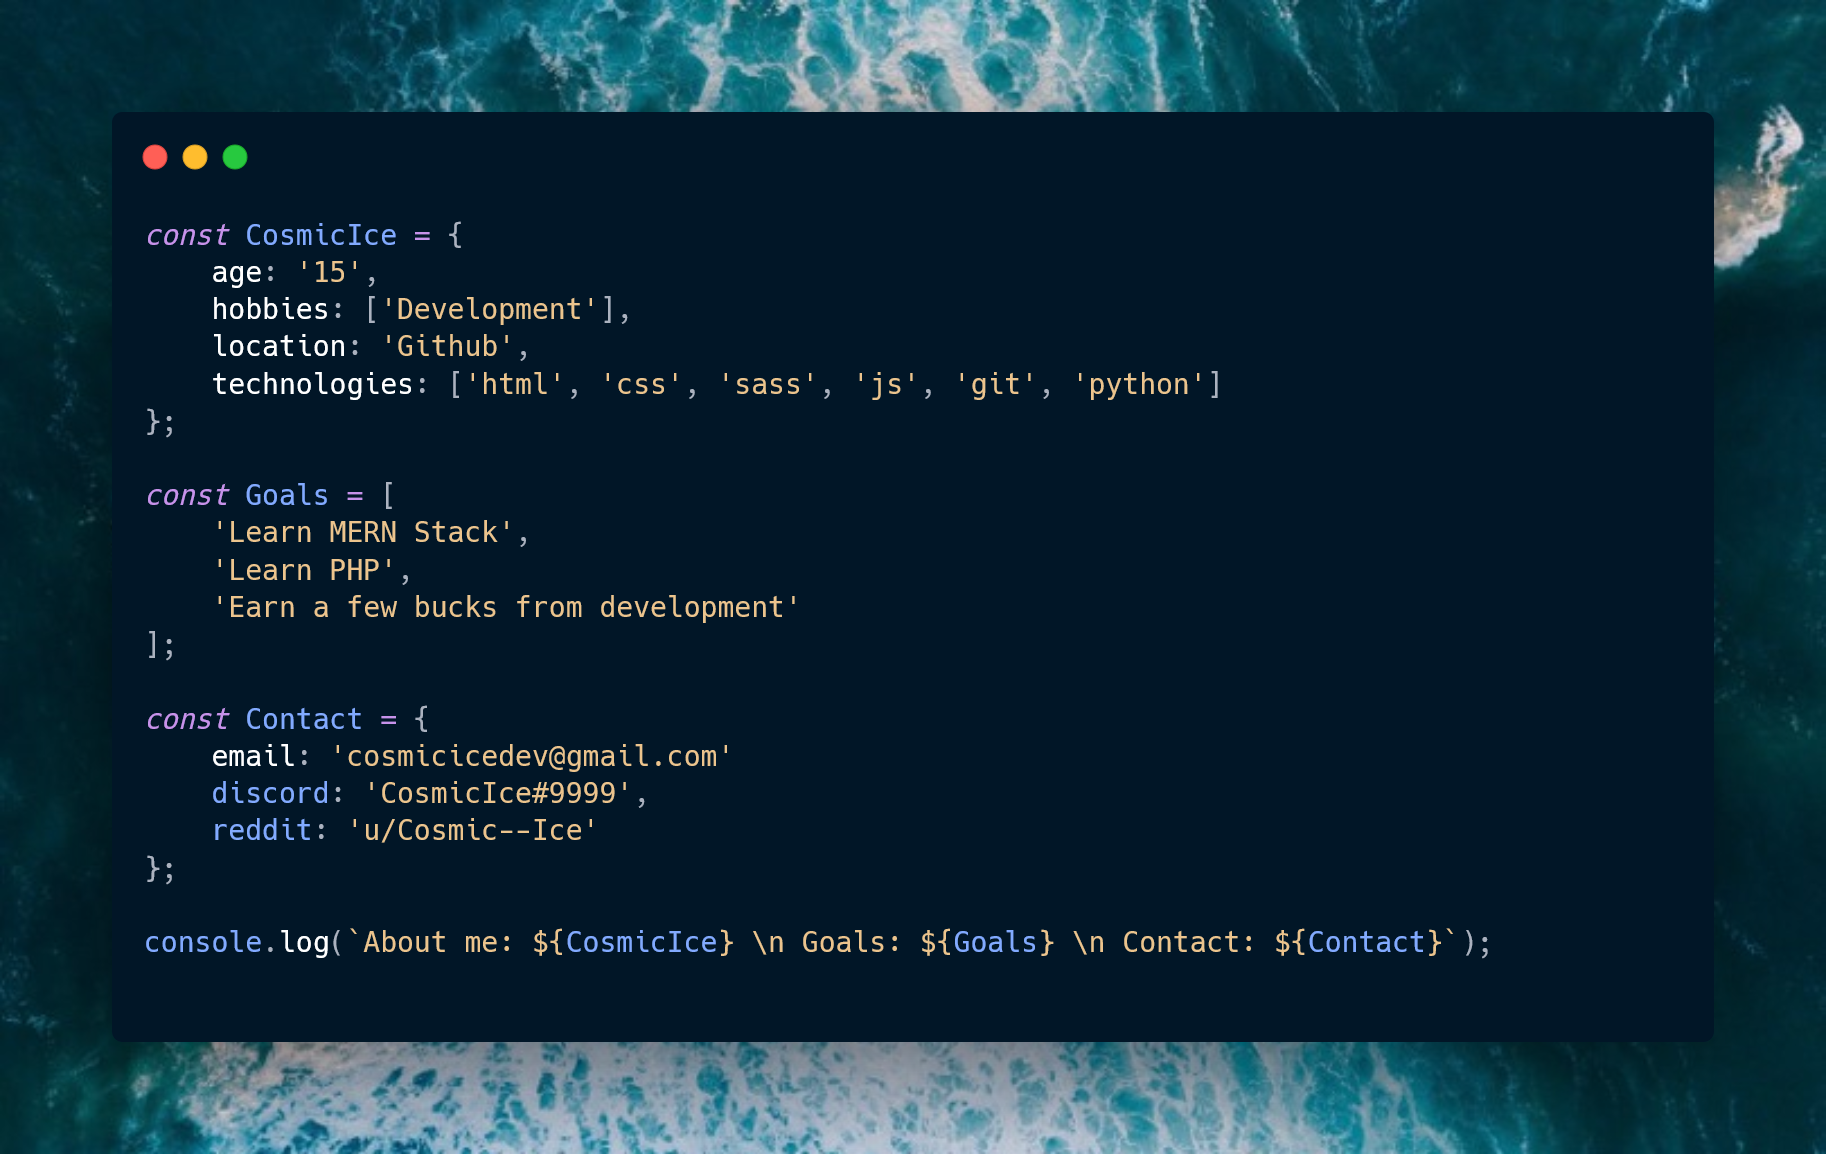 const CosmicIce = {
    age: '15',
    hobbies: ['Development'],
    location: 'Github',
    technologies: ['html', 'css', 'sass', 'js', 'git', 'python']
};

const Goals = [
    'Learn MERN Stack',
    'Learn PHP',
    'Earn a few bucks from development'
];

const Contact = {
    email: 'cosmicicedev@gmail.com'
    discord: 'CosmicIce#9999',
    reddit: 'u/Cosmic--Ice'
};

console.log(`About me: ${CosmicIce} \n Goals: ${Goals} \n Contact: ${Contact}`);